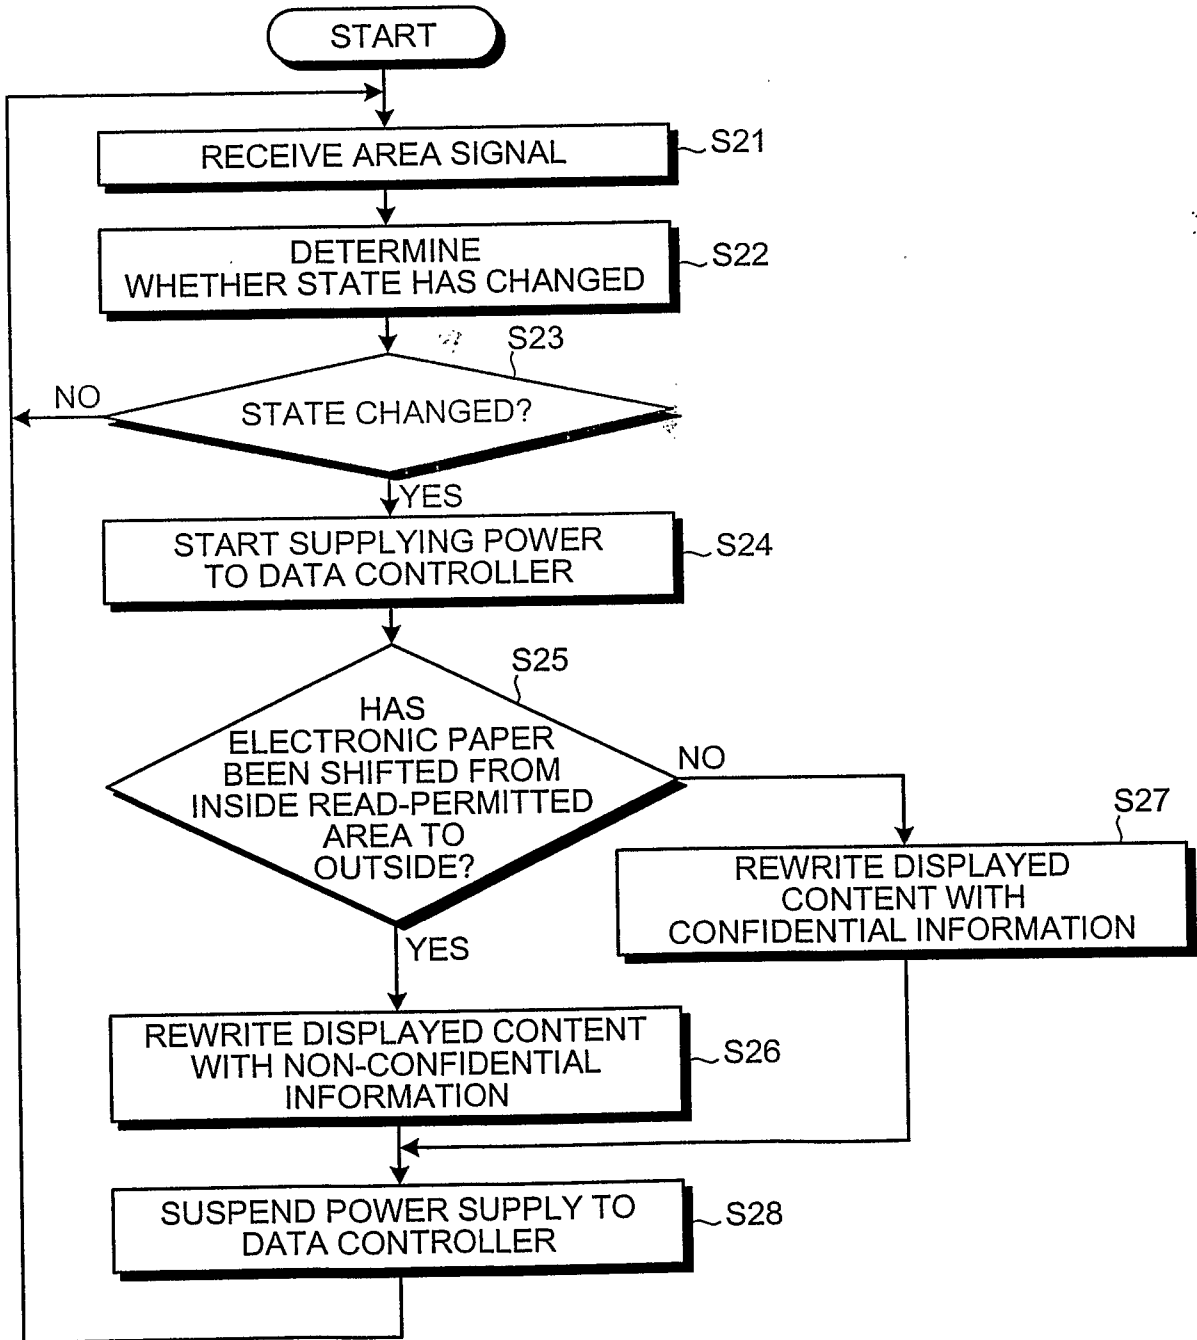 START
RECEIVE AREA SIGNAL
S21
DETERMINE
WHETHER STATE HAS CHANGED
S22
S23
NO
STATE CHANGED?
YES
START SUPPLYING POWER
TO DATA CONTROLLER
S24
S25
HAS
ELECTRONIC PAPER
BEEN SHIFTED FROM
INSIDE READ-PERMITTED
AREA TO
OUTSIDE?
NO
YES
S27
REWRITE DISPLAYED
CONTENT WITH
CONFIDENTIAL INFORMATION
REWRITE DISPLAYED CONTENT
WITH NON-CONFIDENTIAL
INFORMATION
S26
SUSPEND POWER SUPPLY TO
DATA CONTROLLER
S28